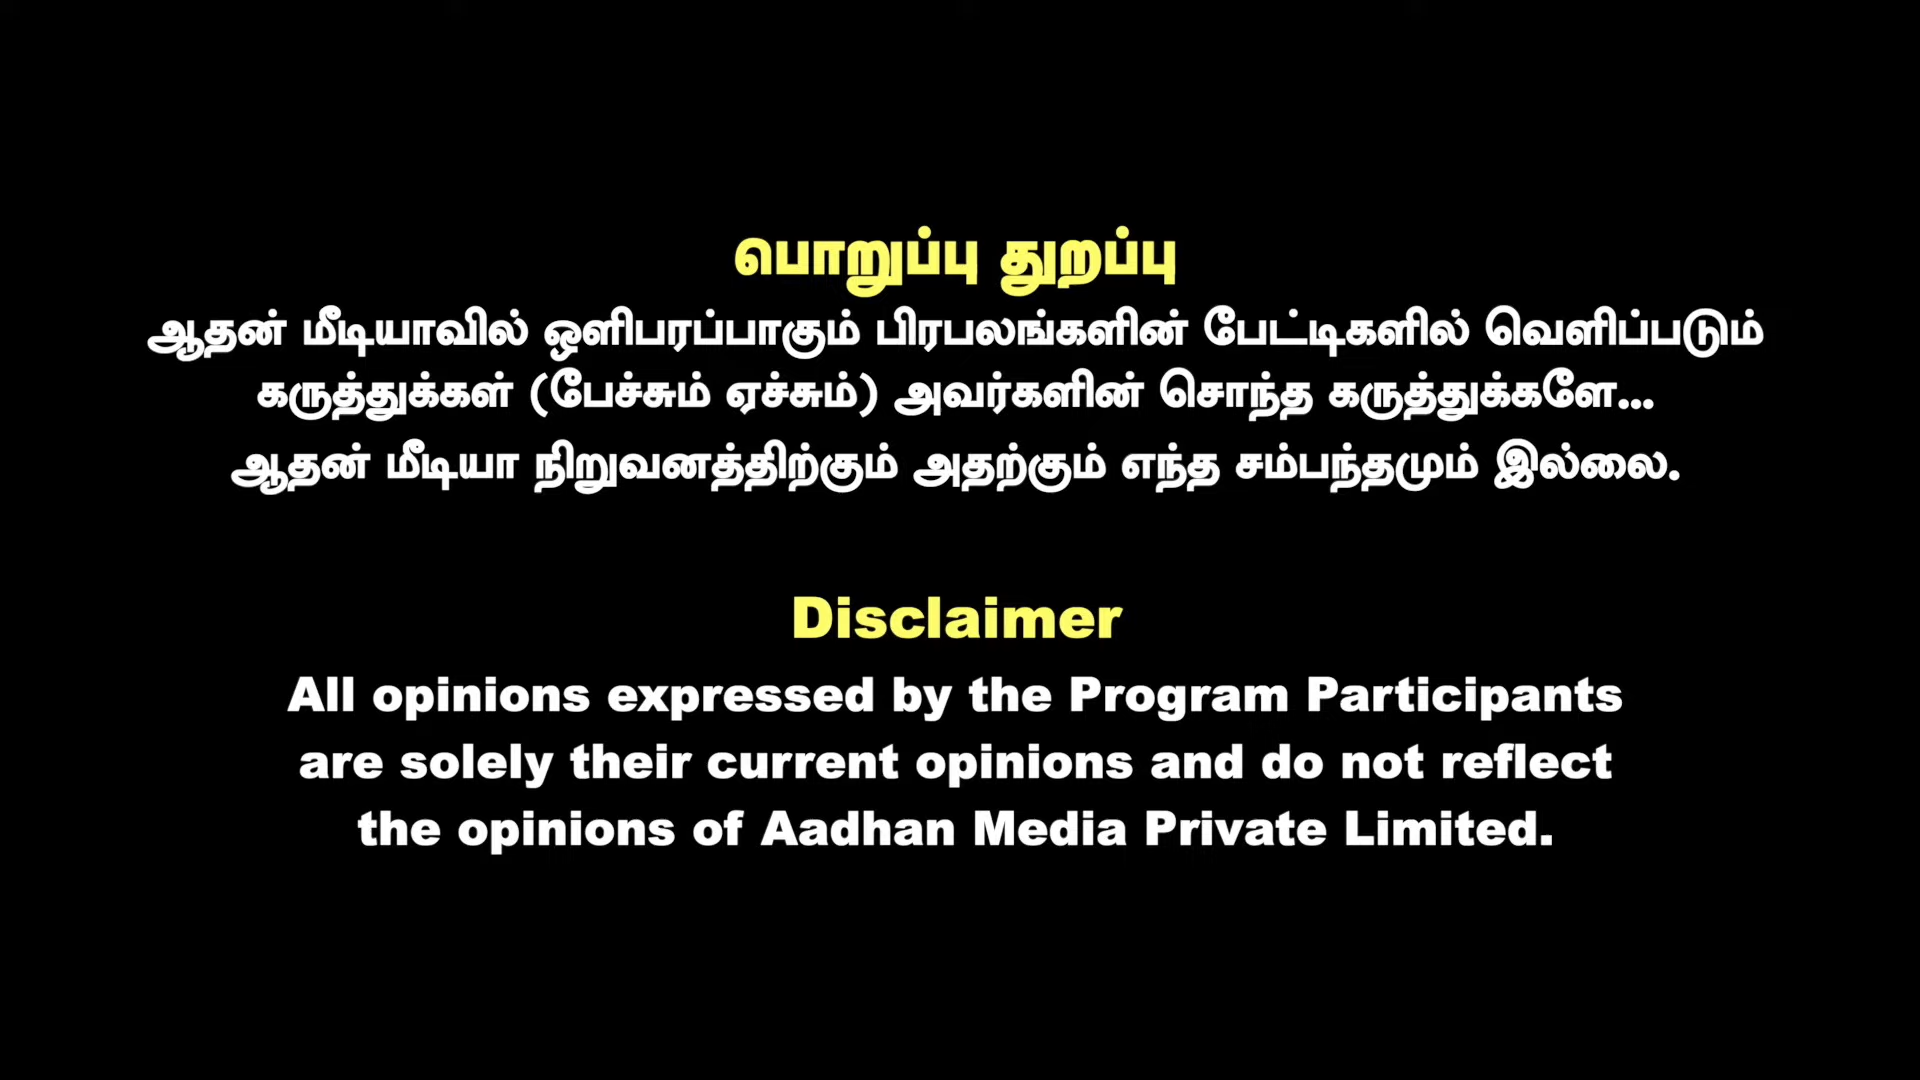 பொறுப்பு துறப்பு
ஆதன் மீடியாவில் ஒளிபரப்பாகும் பிரபலங்களின் பேட்டிகளில் வெளிப்படும்
கருத்துக்கள் (பேச்சும் ஏச்சும்) அவர்களின் சொந்த கருத்துக்களே...
ஆதன் மீடியா நிறுவனத்திற்கும் அதற்கும் எந்த சம்பந்தமும் இல்லை.
Disclaimer
All opinions expressed by the Program Participants
are solely their current opinions and do not reflect
the opinions of Aadhan Media Private Limited.